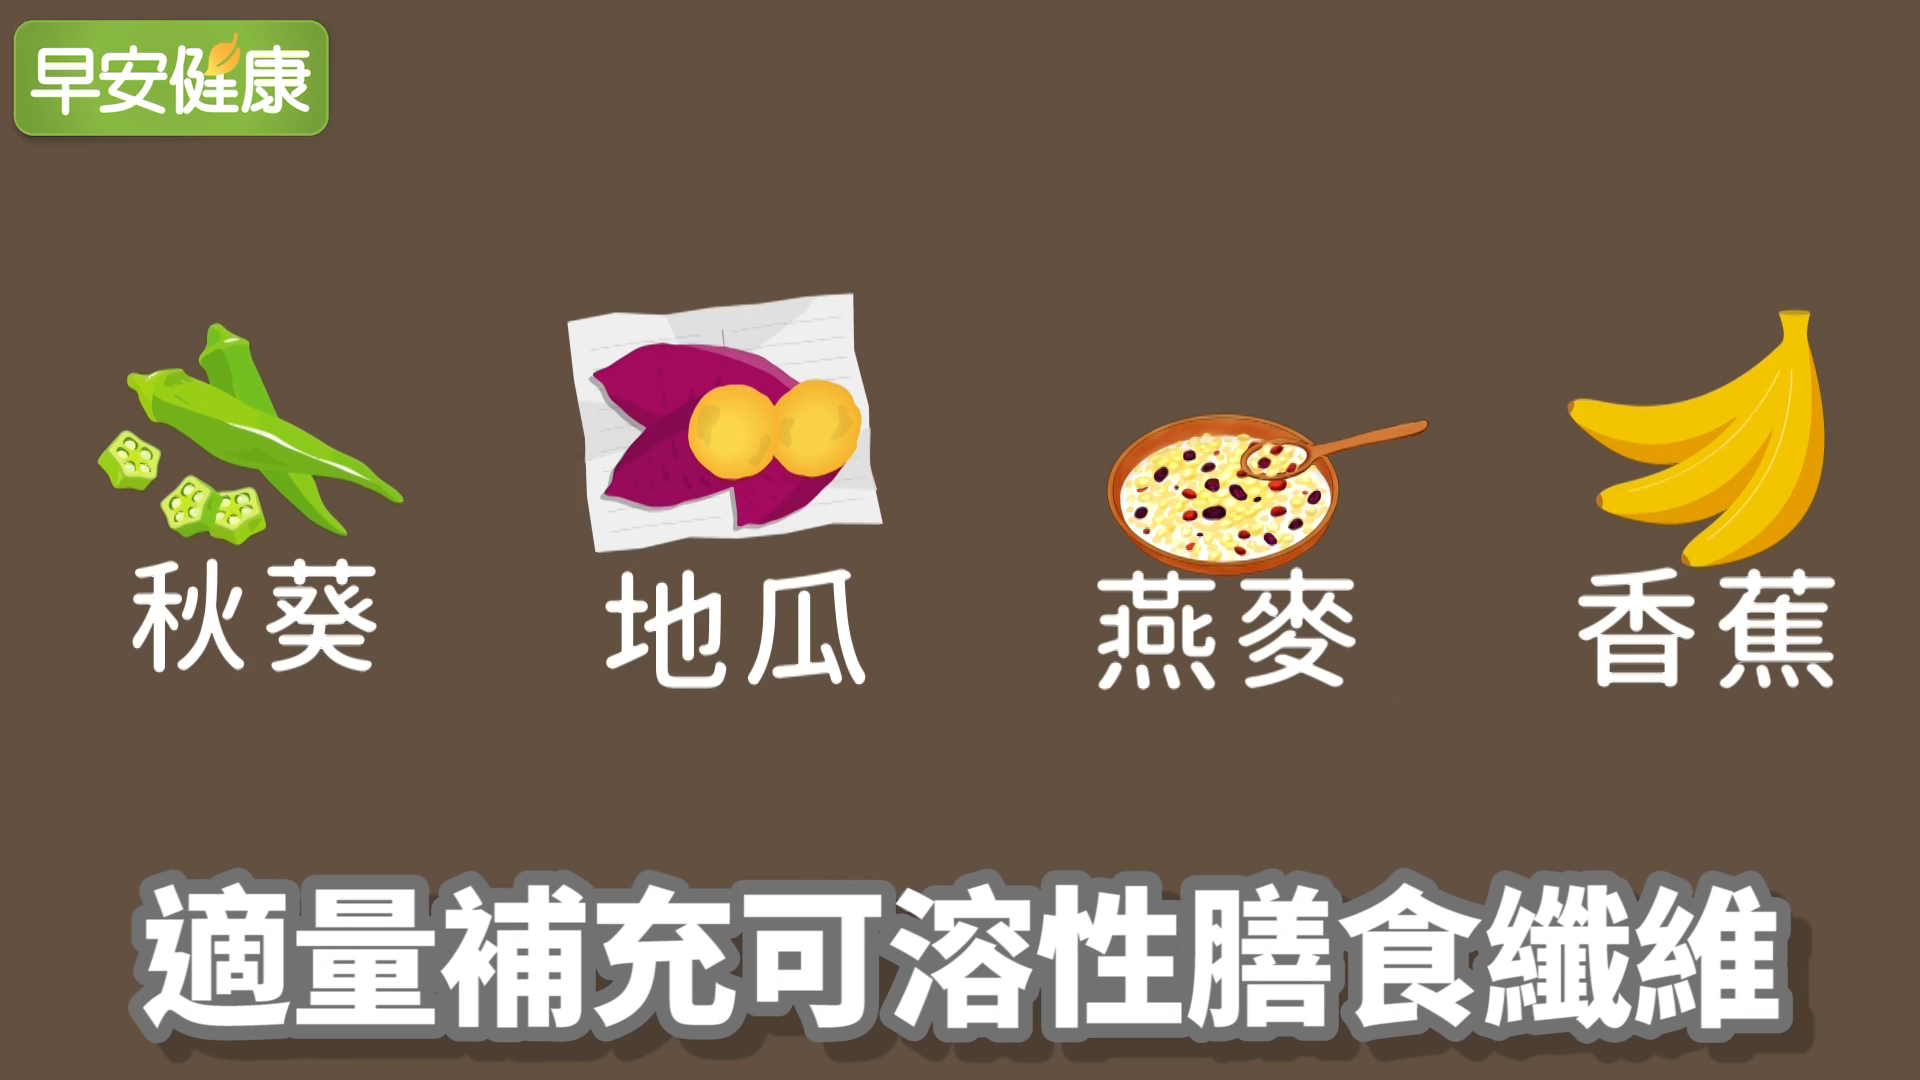 早安健康
秋葵
地瓜
燕麥
香蕉
適量補充可溶性膳食纖維